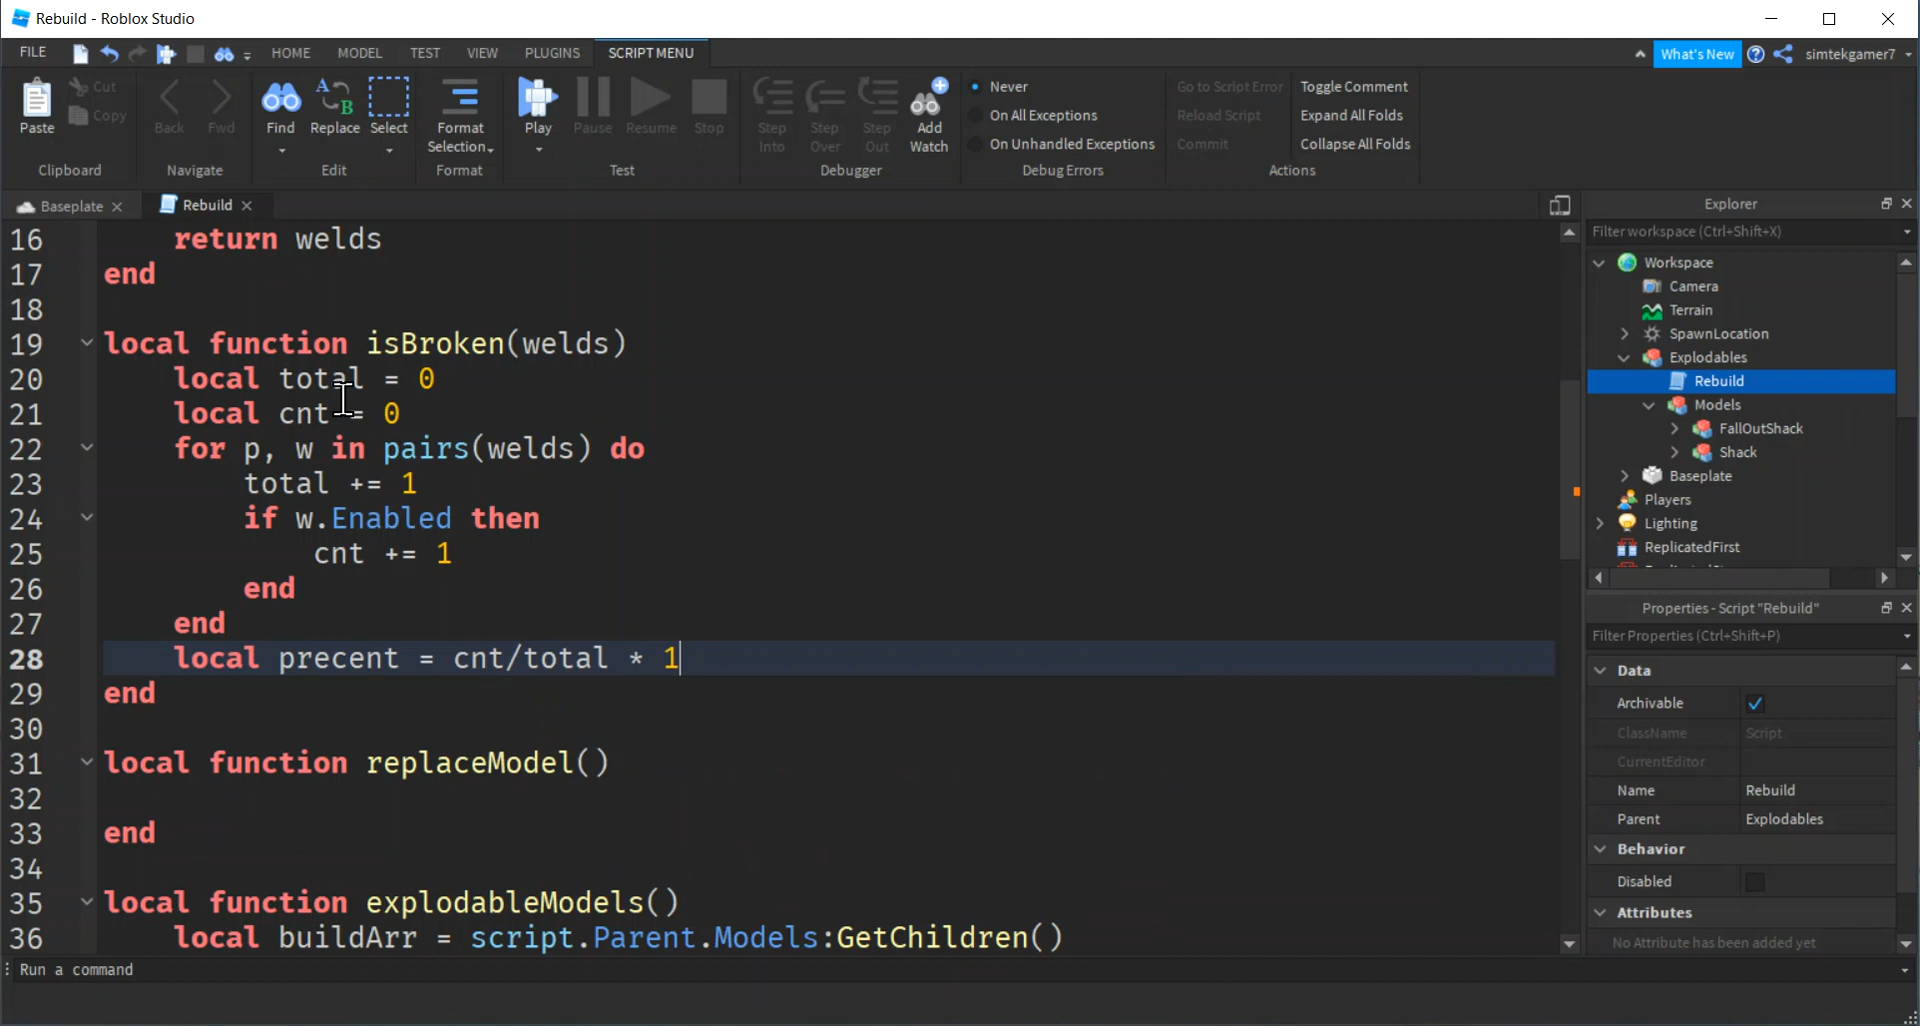 Rebuild - Roblox Studio
FILE HOME MODEL TEST VIEW PLUGINS SCRIPT MENU What's New simtekgamer7
Paste Cut Copy Back Fwd Find Replace Select Format Selection Play Pause Resume Stop Step Into Step Over Step Out Add Watch
Never Go to Script Error Toggle Comment
On All Exceptions Reload Script Expand All Folds
On Unhandled Exceptions Commit Collapse All Folds
Clipboard Navigate Edit Format Test Debugger Debug Errors Actions
Baseplate Rebuild
16 return welds
17 end
18
19 local function isBroken(welds)
20 local total = 0
21 local cnt = 0
22 for p, w in pairs(welds) do
23 total += 1
24 if w.Enabled then
25 cnt += 1
26 end
27 end
28 local precent = cnt/total * 1
29 end
30
31 local function replaceModel()
32
33 end
34
35 local function explodableModels()
36 local buildArr = script.Parent.Models:GetChildren()
Run a command
Explorer
Filter workspace (Ctrl+Shift+X)
Workspace
Camera
Terrain
SpawnLocation
Explodables
Rebuild
Models
FallOutShack
Shack
Baseplate
Players
Lighting
ReplicatedFirst
Properties - Script "Rebuild"
Filter Properties (Ctrl+Shift+P)
Data
Archivable
ClassName Script
CurrentEditor
Name Rebuild
Parent Explodables
Behavior
Disabled
Attributes
No Attribute has been added yet